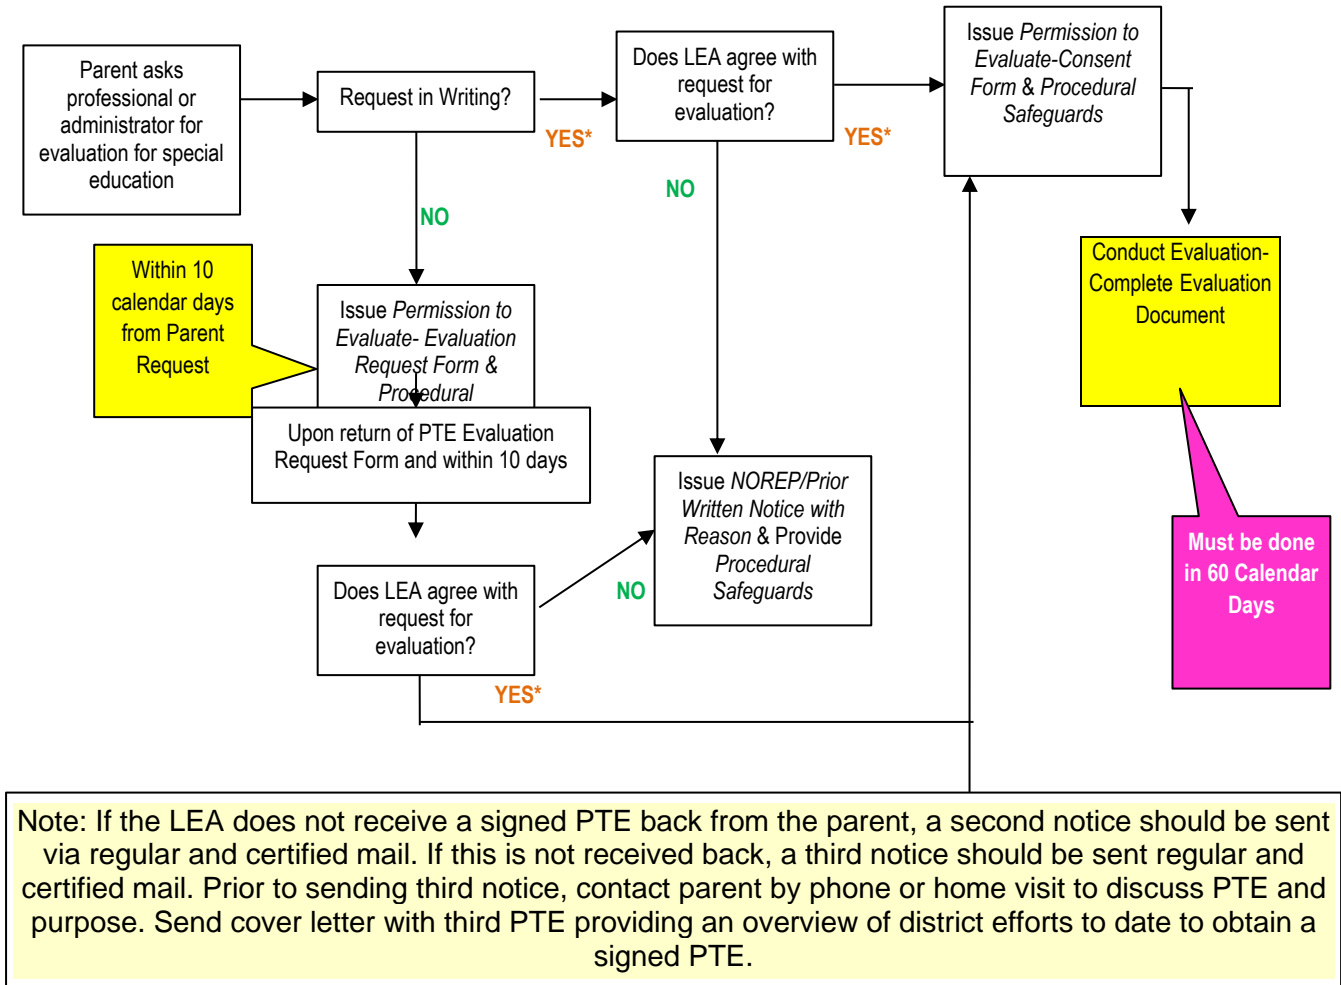 Parent asks
professional or
administrator for
evaluation for special
education
Request in Writing?
YES*
NO
Does LEA agree with
request for
evaluation?
YES*
NO
Issue Permission to
Evaluate-Consent
Form & Procedural
Safeguards
Conduct Evaluation-
Complete Evaluation
Document
Must be done
in 60 Calendar
Days
Within 10
calendar days
from Parent
Request
Issue Permission to
Evaluate- Evaluation
Request Form &
Procedural
Upon return of PTE Evaluation
Request Form and within 10 days
Does LEA agree with
request for
evaluation?
NO
YES*
Issue NOREP/Prior
Written Notice with
Reason & Provide
Procedural
Safeguards
Note: If the LEA does not receive a signed PTE back from the parent, a second notice should be sent
via regular and certified mail. If this is not received back, a third notice should be sent regular and
certified mail. Prior to sending third notice, contact parent by phone or home visit to discuss PTE and
purpose. Send cover letter with third PTE providing an overview of district efforts to date to obtain a
signed PTE.